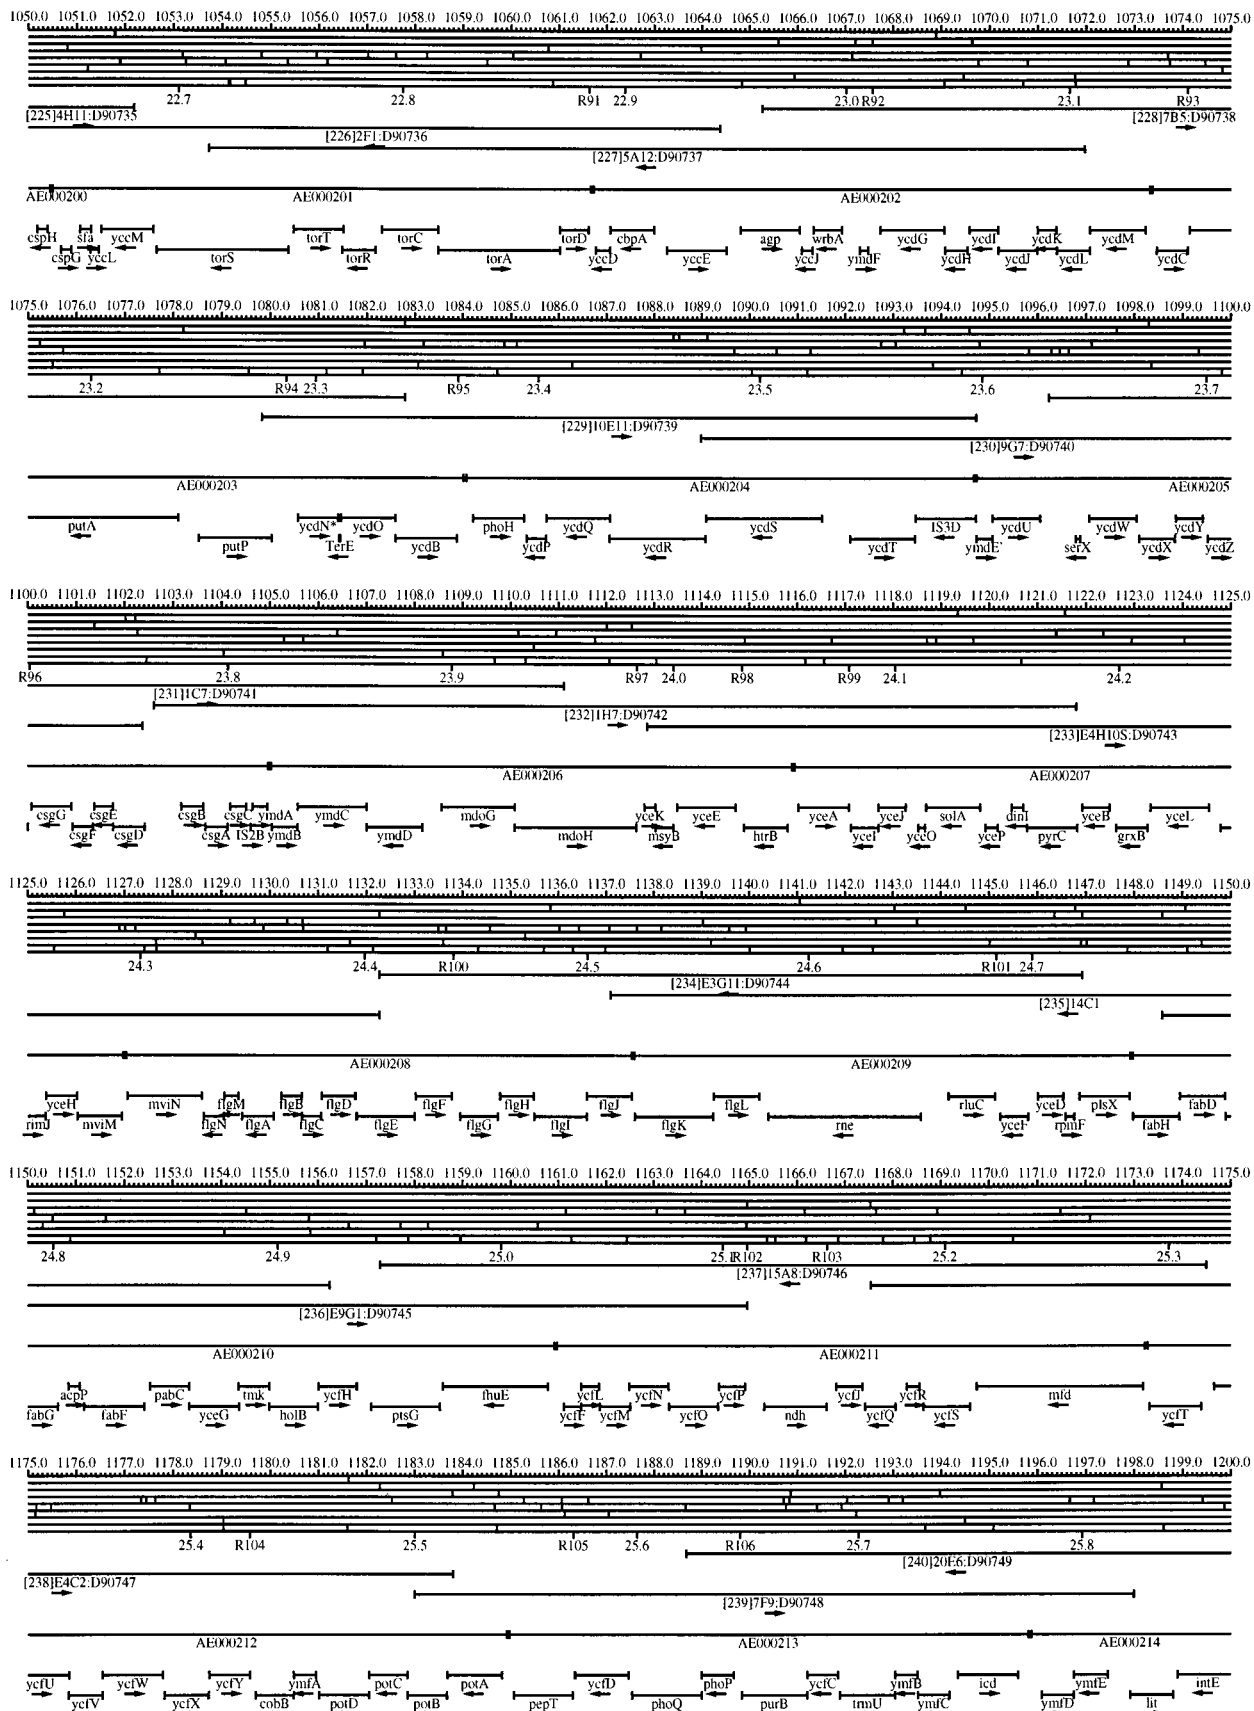 1050.0 1051.0 1052.0 1053.0 1054.0 1055.0 1056.0 1057.0 1058.0 1059.0 1060.0 1061.0 1062.0 1063.0 1064.0 1065.0 1066.0 1067.0 1068.0 1069.0 1070.0 1071.0 1072.0 1073.0 1074.0 1075.0
22.7 22.8 R91 22.9 23.0 R92 23.1 R93
[225]4H11:D90735 [228]7B5:D90738
[226]2F1:D90736
[227]5A12:D90737
AE000200 AE000201 AE000202
cspH sfa yccM torT torC torD cbpA agp wrbA ycdG ycdI ycdK ycdM
cspG yccL torS torR torA yccD yccE yccJ ymdF ycdH ycdJ ycdL ycdC
1075.0 1076.0 1077.0 1078.0 1079.0 1080.0 1081.0 1082.0 1083.0 1084.0 1085.0 1086.0 1087.0 1088.0 1089.0 1090.0 1091.0 1092.0 1093.0 1094.0 1095.0 1096.0 1097.0 1098.0 1099.0 1100.0
23.2 R94 23.3 R95 23.4 23.5 23.6 23.7
[229]10E11:D90739
[230]9G7:D90740
AE000203 AE000204 AE000205
putA ycdN* ycdO phoH ycdQ ycdS IS3D ycdU ycdW ycdY
putP TerE ycdB ycdP ycdR ycdT ymdE` serX ycdX ycdZ
1100.0 1101.0 1102.0 1103.0 1104.0 1105.0 1106.0 1107.0 1108.0 1109.0 1110.0 1111.0 1112.0 1113.0 1114.0 1115.0 1116.0 1117.0 1118.0 1119.0 1120.0 1121.0 1122.0 1123.0 1124.0 1125.0
R96 23.8 23.9 R97 24.0 R98 R99 24.1 24.2
[231]1C7:D90741
[232]1H7:D90742
[233]E4H10S:D90743
AE000206 AE000207
csgG csgE csgB csgC ymdA ymdC mdoG yceK yceE yceA yceJ solA dinI yceB yceL
csgF csgD csgA IS2B ymdB ymdD mdoH msyB htrB yceI yceO yceP pyrC grxB
1125.0 1126.0 1127.0 1128.0 1129.0 1130.0 1131.0 1132.0 1133.0 1134.0 1135.0 1136.0 1137.0 1138.0 1139.0 1140.0 1141.0 1142.0 1143.0 1144.0 1145.0 1146.0 1147.0 1148.0 1149.0 1150.0
24.3 24.4 R100 24.5 24.6 R101 24.7
[234]E3G11:D90744
[235]14C1
AE000208 AE000209
yceH mviN flgM flgB flgD flgF flgH flgJ flgL rluC yceD plsX fabD
rimJ mviM flgN flgA flgC flgE flgG flgI flgK rne yceF rpmF fabH
1150.0 1151.0 1152.0 1153.0 1154.0 1155.0 1156.0 1157.0 1158.0 1159.0 1160.0 1161.0 1162.0 1163.0 1164.0 1165.0 1166.0 1167.0 1168.0 1169.0 1170.0 1171.0 1172.0 1173.0 1174.0 1175.0
24.8 24.9 25.0 25.1 R102 R103 25.2 25.3
[237]15A8:D90746
[236]E9G1:D90745
AE000210 AE000211
acpP pabC tmk ycfH fhuE ycfL ycfN ycfP ycfJ ycfR mfd
fabG fabF yceG holB ptsG ycfF ycfM ycfO ndh ycfQ ycfS ycfT
1175.0 1176.0 1177.0 1178.0 1179.0 1180.0 1181.0 1182.0 1183.0 1184.0 1185.0 1186.0 1187.0 1188.0 1189.0 1190.0 1191.0 1192.0 1193.0 1194.0 1195.0 1196.0 1197.0 1198.0 1199.0 1200.0
25.4 R104 25.5 R105 25.6 R106 25.7 25.8
[240]20E6:D90749
[238]E4C2:D90747
[239]7F9:D90748
AE000212 AE000213 AE000214
ycfU ycfW ycfY ymfA potC potA ycfD phoP ycfC ymfB icd ymfE intE
ycfV ycfX cobB potD potB pepT phoQ purB trmU ymfC ymfD lit